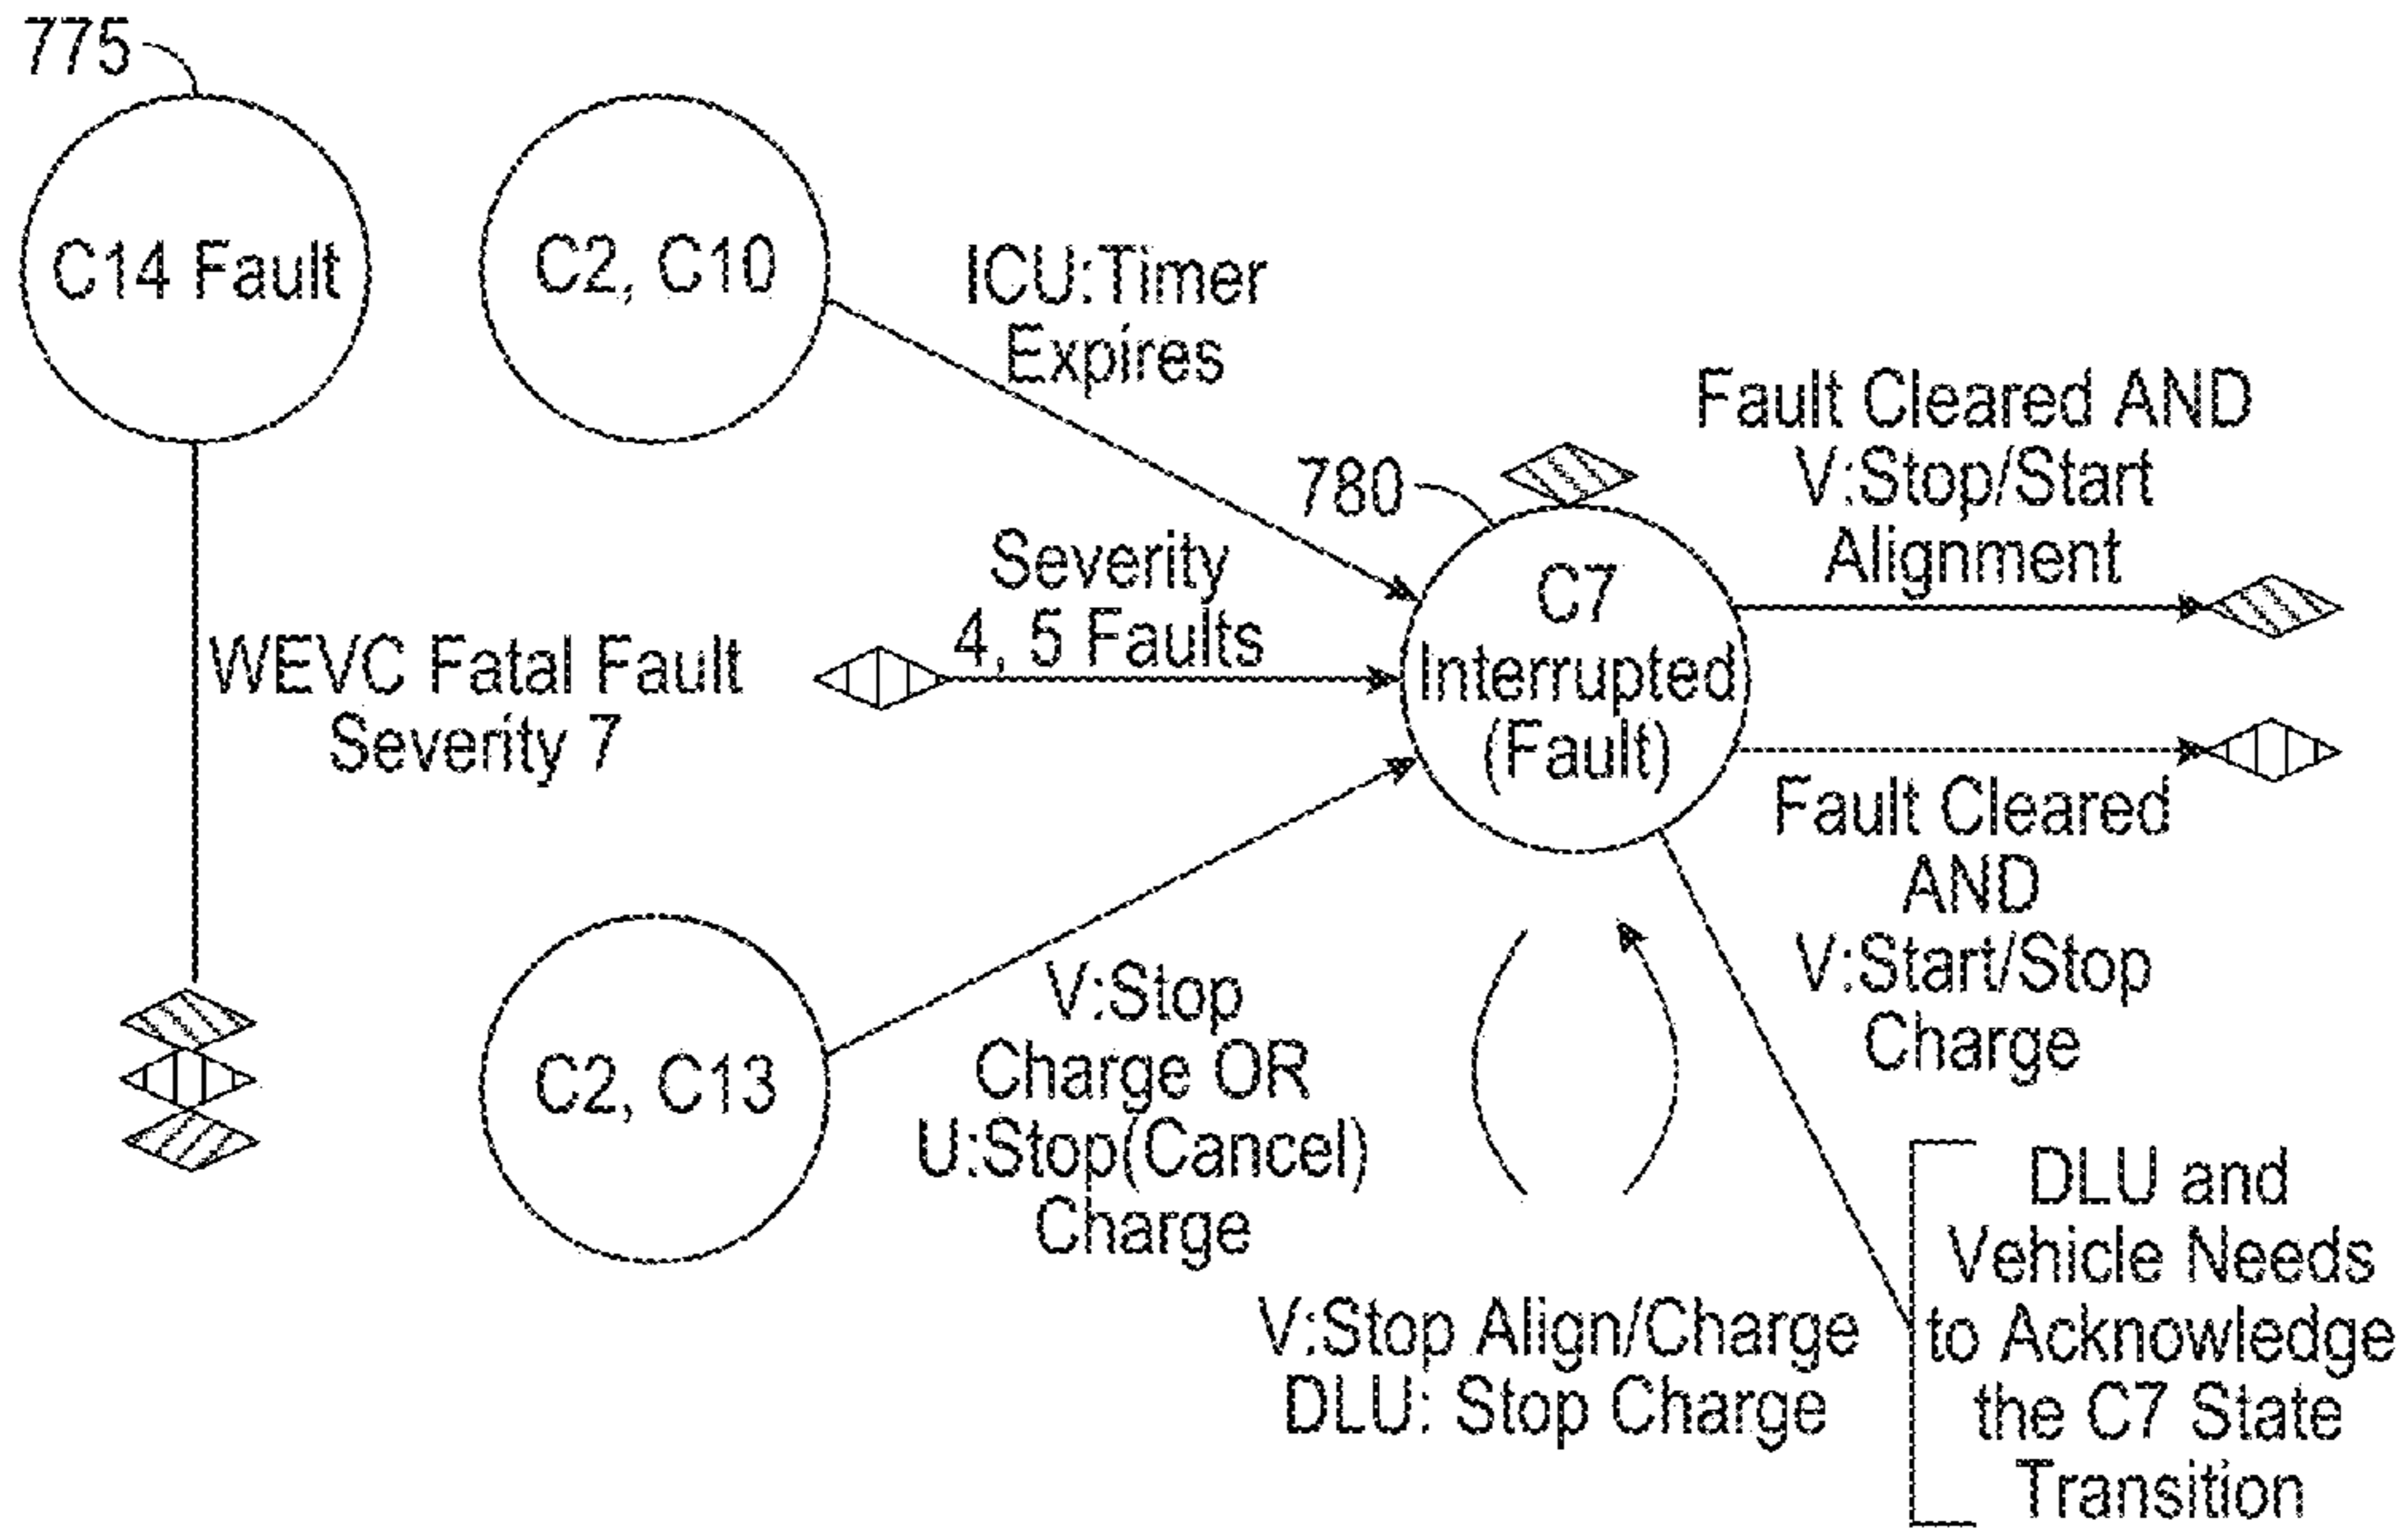 775
C14 Fault
C2, C10
ICU:Timer
Expires
WEVC Fatal Fault
Severity 7
Severity
4, 5 Faults
780
C7
Interrupted
(Fault)
Fault Cleared AND
V:Stop/Start
Alignment
Fault Cleared
AND
V:Start/Stop
Charge
C2, C13
V:Stop
Charge OR
U:Stop(Cancel)
Charge
V:Stop Align/Charge
DLU: Stop Charge
DLU and
Vehicle Needs
to Acknowledge
the C7 State
Transition